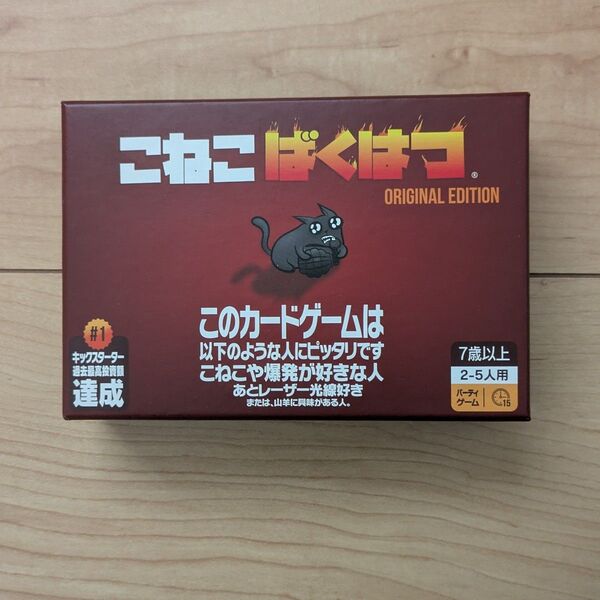 こねこ ばくはつ®
ORIGINAL EDITION
このカードゲームは
以下のような人にピッタリです
こねこや爆発が好きな人
あとレーザー光線好き
または、山羊に興味がある人。
#1
キックスターター
過去最高投資額
達成
7歳以上
2-5人用
パーティ
ゲーム
15